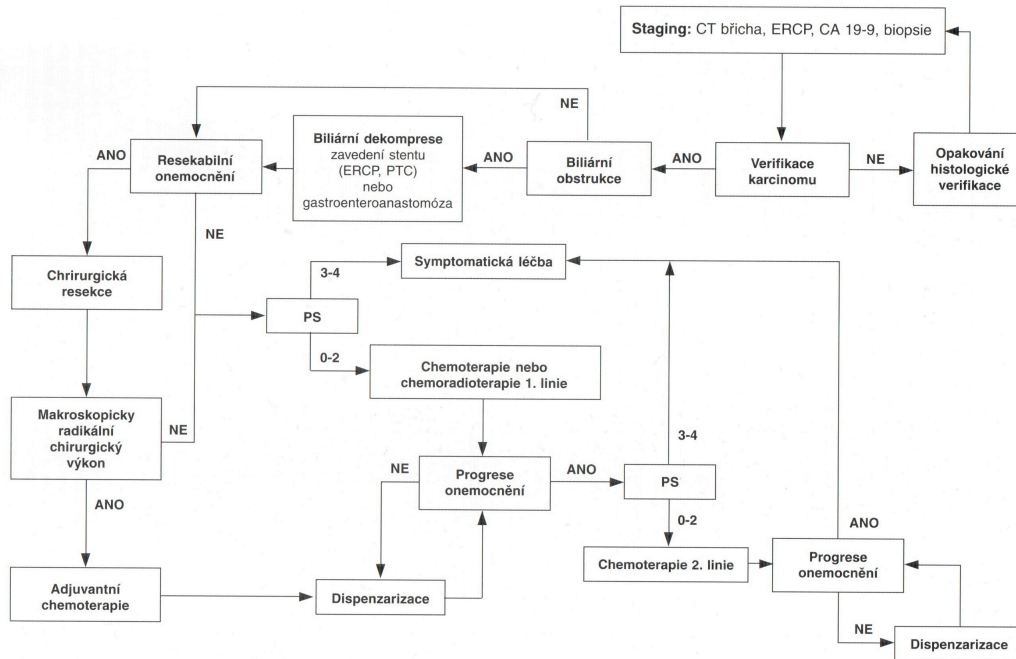 Staging: CT břicha, ERCP, CA 19-9, biopsie
NE
Biliární dekomprese
zavedení stentu
(ERCP, PTC)
nebo
gastroenteroanastomóza
ANO
Resekabilní
onemocnění
ANO
Biliární
obstrukce
ANO
Verifikace
karcinomu
NE
Opakování
histologické
verifikace
NE
Chrirurgická
resekce
3-4
Symptomatická léčba
PS
0-2
Chemoterapie nebo
chemoradioterapie 1. linie
Makroskopicky
radikální
chirurgický
výkon
NE
3-4
NE
Progrese
onemocnění
ANO
PS
ANO
0-2
ANO
Chemoterapie 2. linie
Progrese
onemocnění
Adjuvantní
chemoterapie
Dispenzarizace
NE
Dispenzarizace